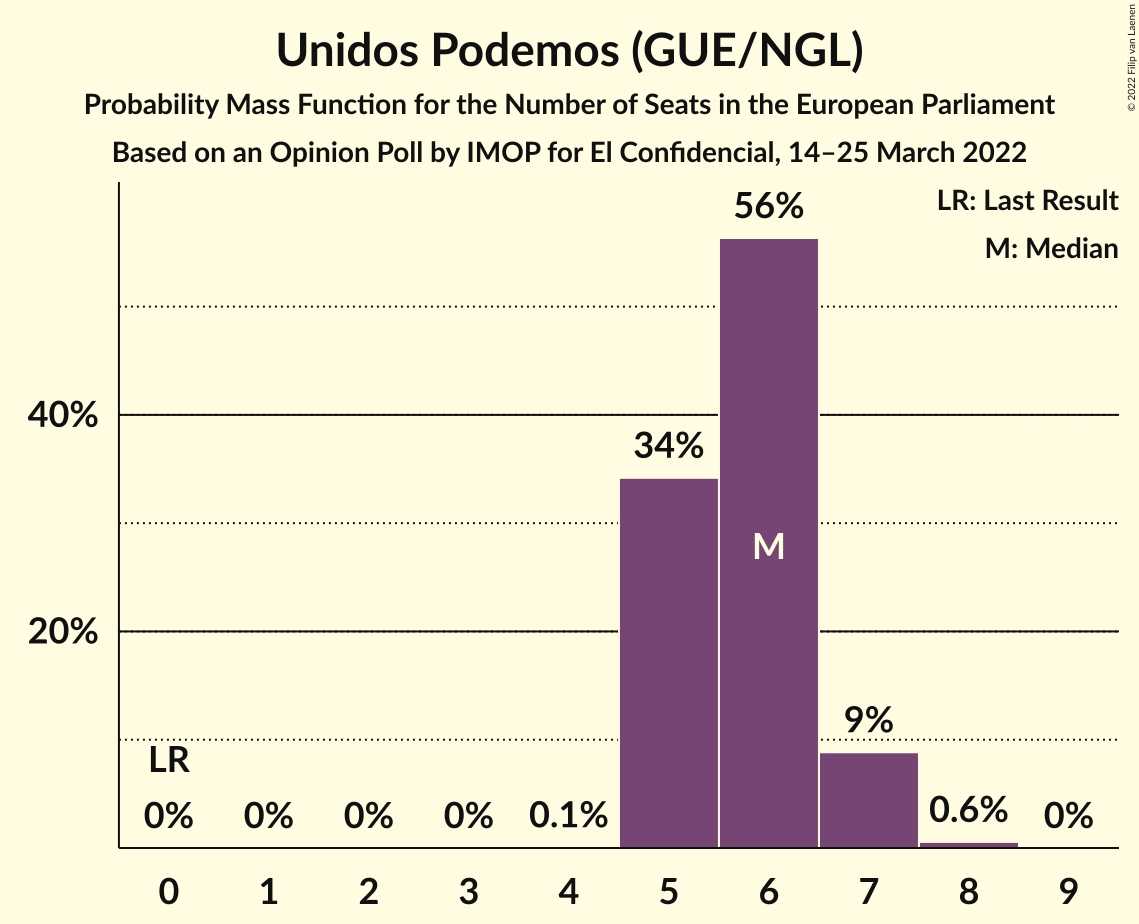 Unidos Podemos (GUE/NGL)
Probability Mass Function for the Number of Seats in the European Parliament
Based on an Opinion Poll by IMOP for El Confidencial, 14–25 March 2022
© 2022 Filip van Laenen
LR: Last Result
M: Median
56%
40%
34%
M
20%
9%
LR
0% 0% 0% 0% 0.1% 0.6% 0%
0 1 2 3 4 5 6 7 8 9